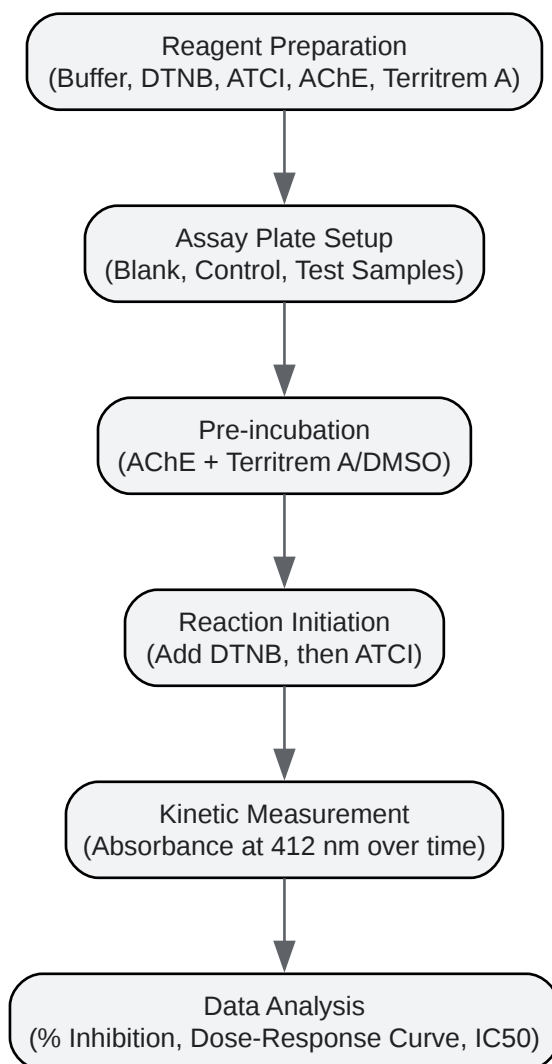 Reagent Preparation
(Buffer, DTNB, ATCI, AChE, Territrem A)
Assay Plate Setup
(Blank, Control, Test Samples)
Pre-incubation
(AChE + Territrem A/DMSO)
Reaction Initiation
(Add DTNB, then ATCI)
Kinetic Measurement
(Absorbance at 412 nm over time)
Data Analysis
(% Inhibition, Dose-Response Curve, IC50)